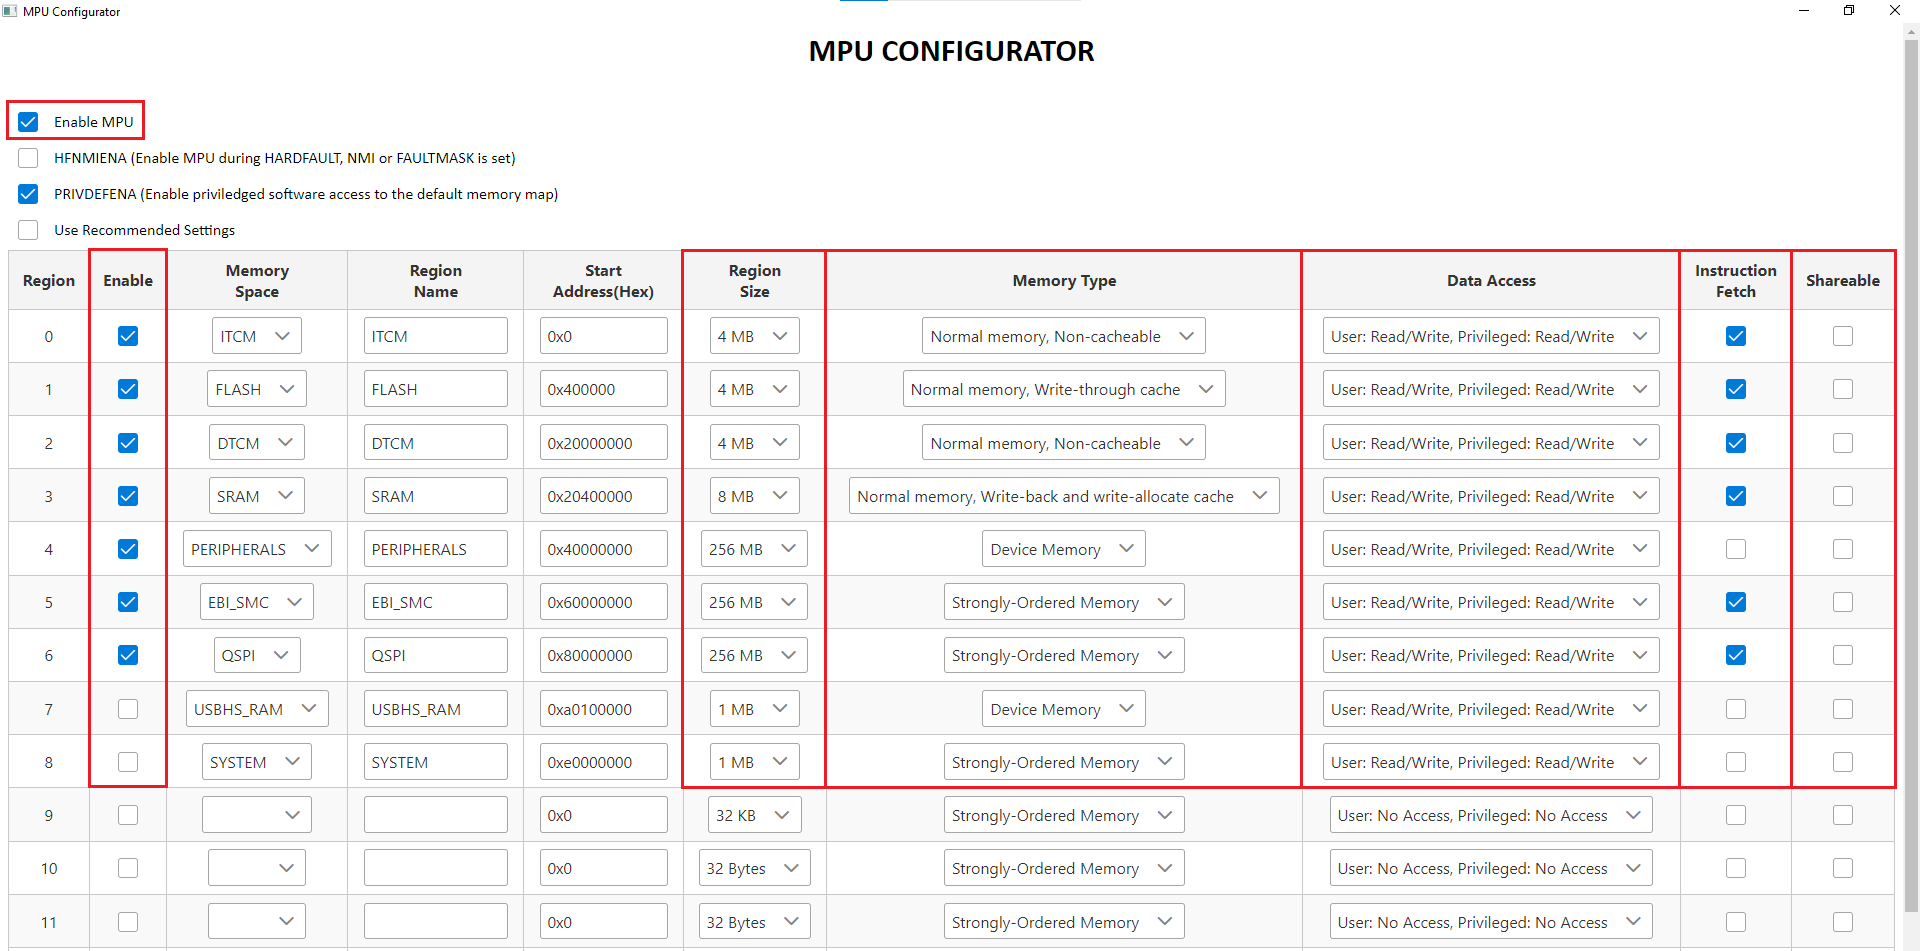 MPU Configurator
MPU CONFIGURATOR
Enable MPU
HFNMIENA (Enable MPU during HARDFAULT, NMI or FAULTMASK is set)
PRIVDEFENA (Enable priviledged software access to the default memory map)
Use Recommended Settings
Region Enable Memory Space Region Name Start Address(Hex) Region Size Memory Type Data Access Instruction Fetch Shareable
0 ITCM ITCM 0x0 4 MB Normal memory, Non-cacheable User: Read/Write, Privileged: Read/Write
1 FLASH FLASH 0x400000 4 MB Normal memory, Write-through cache User: Read/Write, Privileged: Read/Write
2 DTCM DTCM 0x20000000 4 MB Normal memory, Non-cacheable User: Read/Write, Privileged: Read/Write
3 SRAM SRAM 0x20400000 8 MB Normal memory, Write-back and write-allocate cache User: Read/Write, Privileged: Read/Write
4 PERIPHERALS PERIPHERALS 0x40000000 256 MB Device Memory User: Read/Write, Privileged: Read/Write
5 EBI_SMC EBI_SMC 0x60000000 256 MB Strongly-Ordered Memory User: Read/Write, Privileged: Read/Write
6 QSPI QSPI 0x80000000 256 MB Strongly-Ordered Memory User: Read/Write, Privileged: Read/Write
7 USBHS_RAM USBHS_RAM 0xa0100000 1 MB Device Memory User: Read/Write, Privileged: Read/Write
8 SYSTEM SYSTEM 0xe0000000 1 MB Strongly-Ordered Memory User: Read/Write, Privileged: Read/Write
9 0x0 32 KB Strongly-Ordered Memory User: No Access, Privileged: No Access
10 0x0 32 Bytes Strongly-Ordered Memory User: No Access, Privileged: No Access
11 0x0 32 Bytes Strongly-Ordered Memory User: No Access, Privileged: No Access